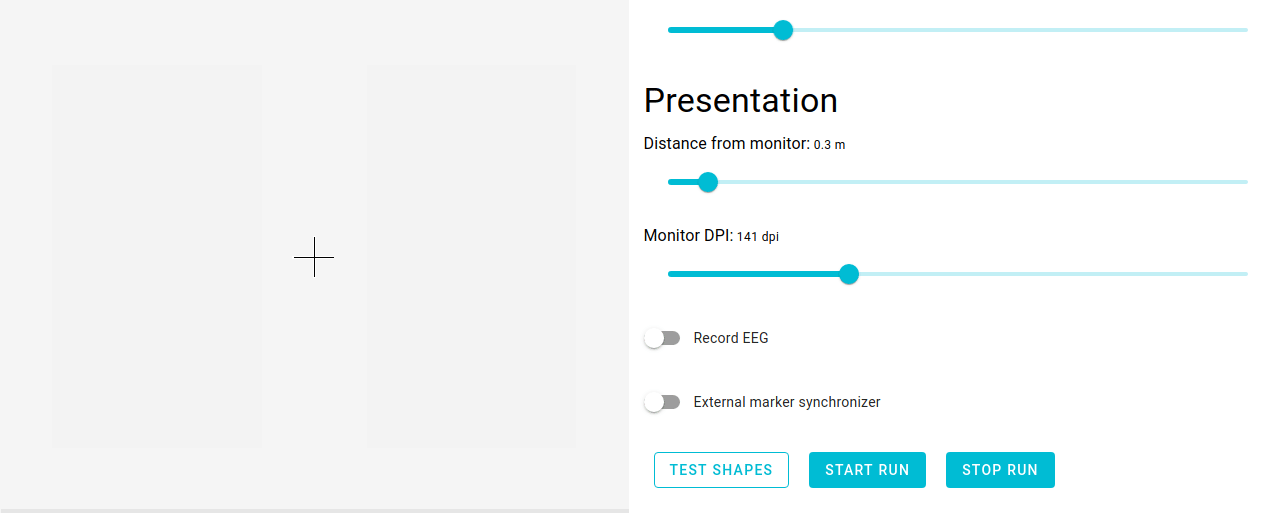 Presentation
Distance from monitor: 0.3 m
Monitor DPI: 141 dpi
Record EEG
External marker synchronizer
TEST SHAPES START RUN STOP RUN